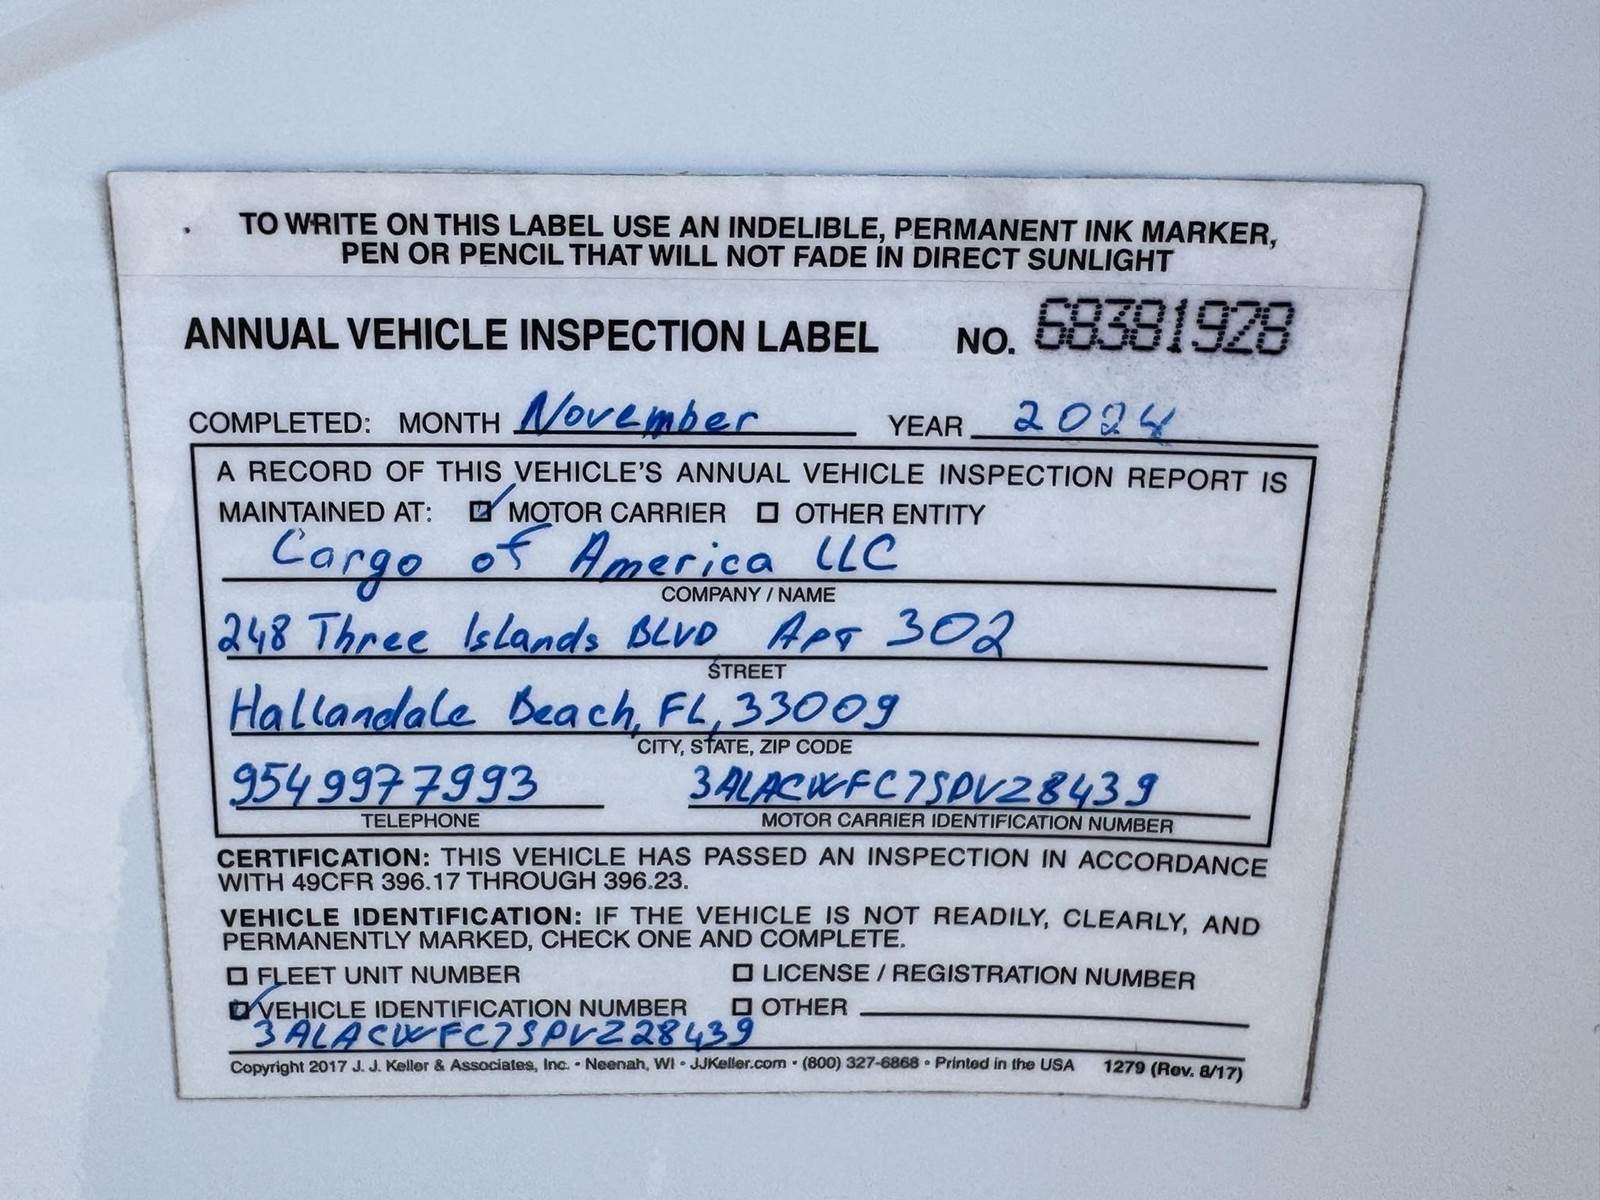 TO WRITE ON THIS LABEL USE AN INDELIBLE, PERMANENT INK MARKER,
PEN OR PENCIL THAT WILL NOT FADE IN DIRECT SUNLIGHT
ANNUAL VEHICLE INSPECTION LABEL NO. 68381928
COMPLETED: MONTH November YEAR 2024
A RECORD OF THIS VEHICLE'S ANNUAL VEHICLE INSPECTION REPORT IS
MAINTAINED AT: ☑ MOTOR CARRIER ☐ OTHER ENTITY
Cargo of America LLC
COMPANY / NAME
248 Three Islands BLVD Apt 302
STREET
Hallandale Beach, FL, 33009
CITY, STATE, ZIP CODE
9549977993 3ALACWFC7SDVZ8439
TELEPHONE MOTOR CARRIER IDENTIFICATION NUMBER
CERTIFICATION: THIS VEHICLE HAS PASSED AN INSPECTION IN ACCORDANCE
WITH 49CFR 396.17 THROUGH 396.23.
VEHICLE IDENTIFICATION: IF THE VEHICLE IS NOT READILY, CLEARLY, AND
PERMANENTLY MARKED, CHECK ONE AND COMPLETE.
☐ FLEET UNIT NUMBER ☐ LICENSE / REGISTRATION NUMBER
☑ VEHICLE IDENTIFICATION NUMBER ☐ OTHER
3ALACWFC7SDVZ28439
Copyright 2017 J. J. Keller & Associates, Inc. • Neenah, WI • JJKeller.com • (800) 327-6868 • Printed in the USA 1279 (Rev. 8/17)